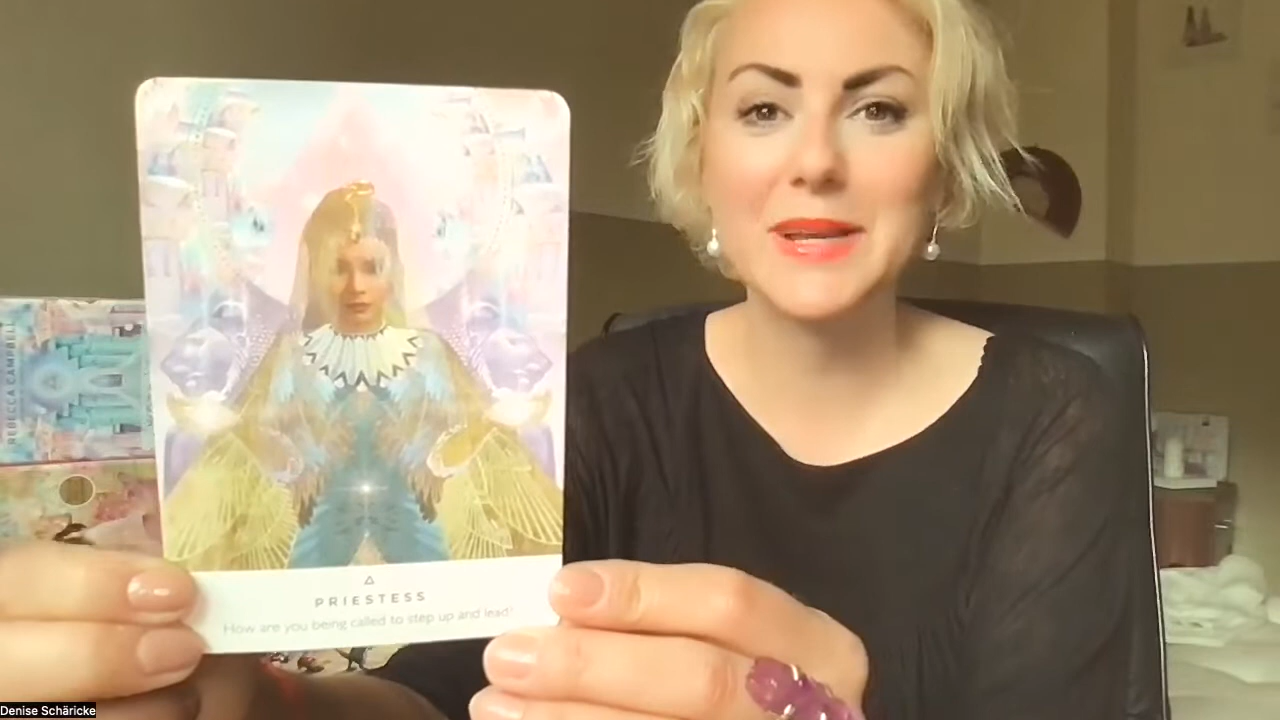 REBECCA CAMPBELL
PRIESTESS
How are you being called to step up and lead?
Denise Schäricke